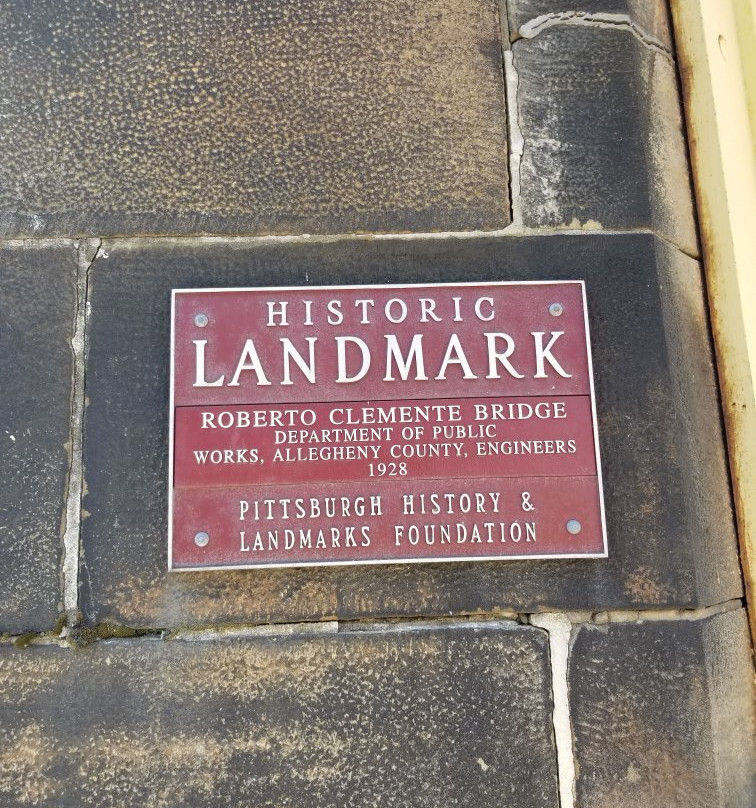 HISTORIC
LANDMARK
ROBERTO CLEMENTE BRIDGE
DEPARTMENT OF PUBLIC
WORKS, ALLEGHENY COUNTY, ENGINEERS
1928
PITTSBURGH HISTORY &
LANDMARKS FOUNDATION